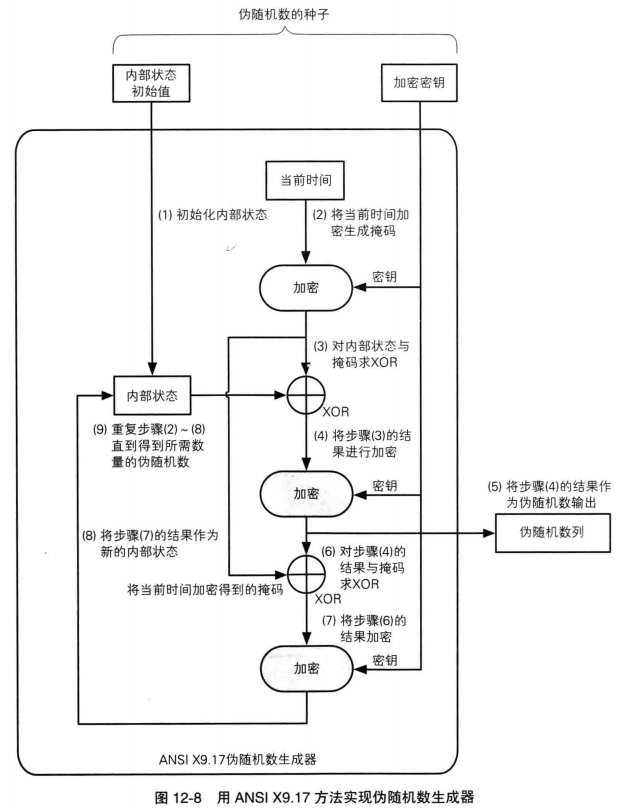 伪随机数的种子
内部状态
初始值
加密密钥
当前时间
(1) 初始化内部状态
(2) 将当前时间加
密生成掩码
加密
密钥
(3) 对内部状态与
掩码求XOR
内部状态
XOR
(9) 重复步骤(2)～(8)
直到得到所需数
量的伪随机数
(4) 将步骤(3)的结
果进行加密
加密
密钥
(5) 将步骤(4)的结果作
为伪随机数输出
伪随机数列
(8) 将步骤(7)的结果作为
新的内部状态
(6) 对步骤(4)的
结果与掩码
求XOR
将当前时间加密得到的掩码
XOR
(7) 将步骤(6)的
结果加密
加密
密钥
ANSI X9.17伪随机数生成器
图 12-8 用 ANSI X9.17 方法实现伪随机数生成器